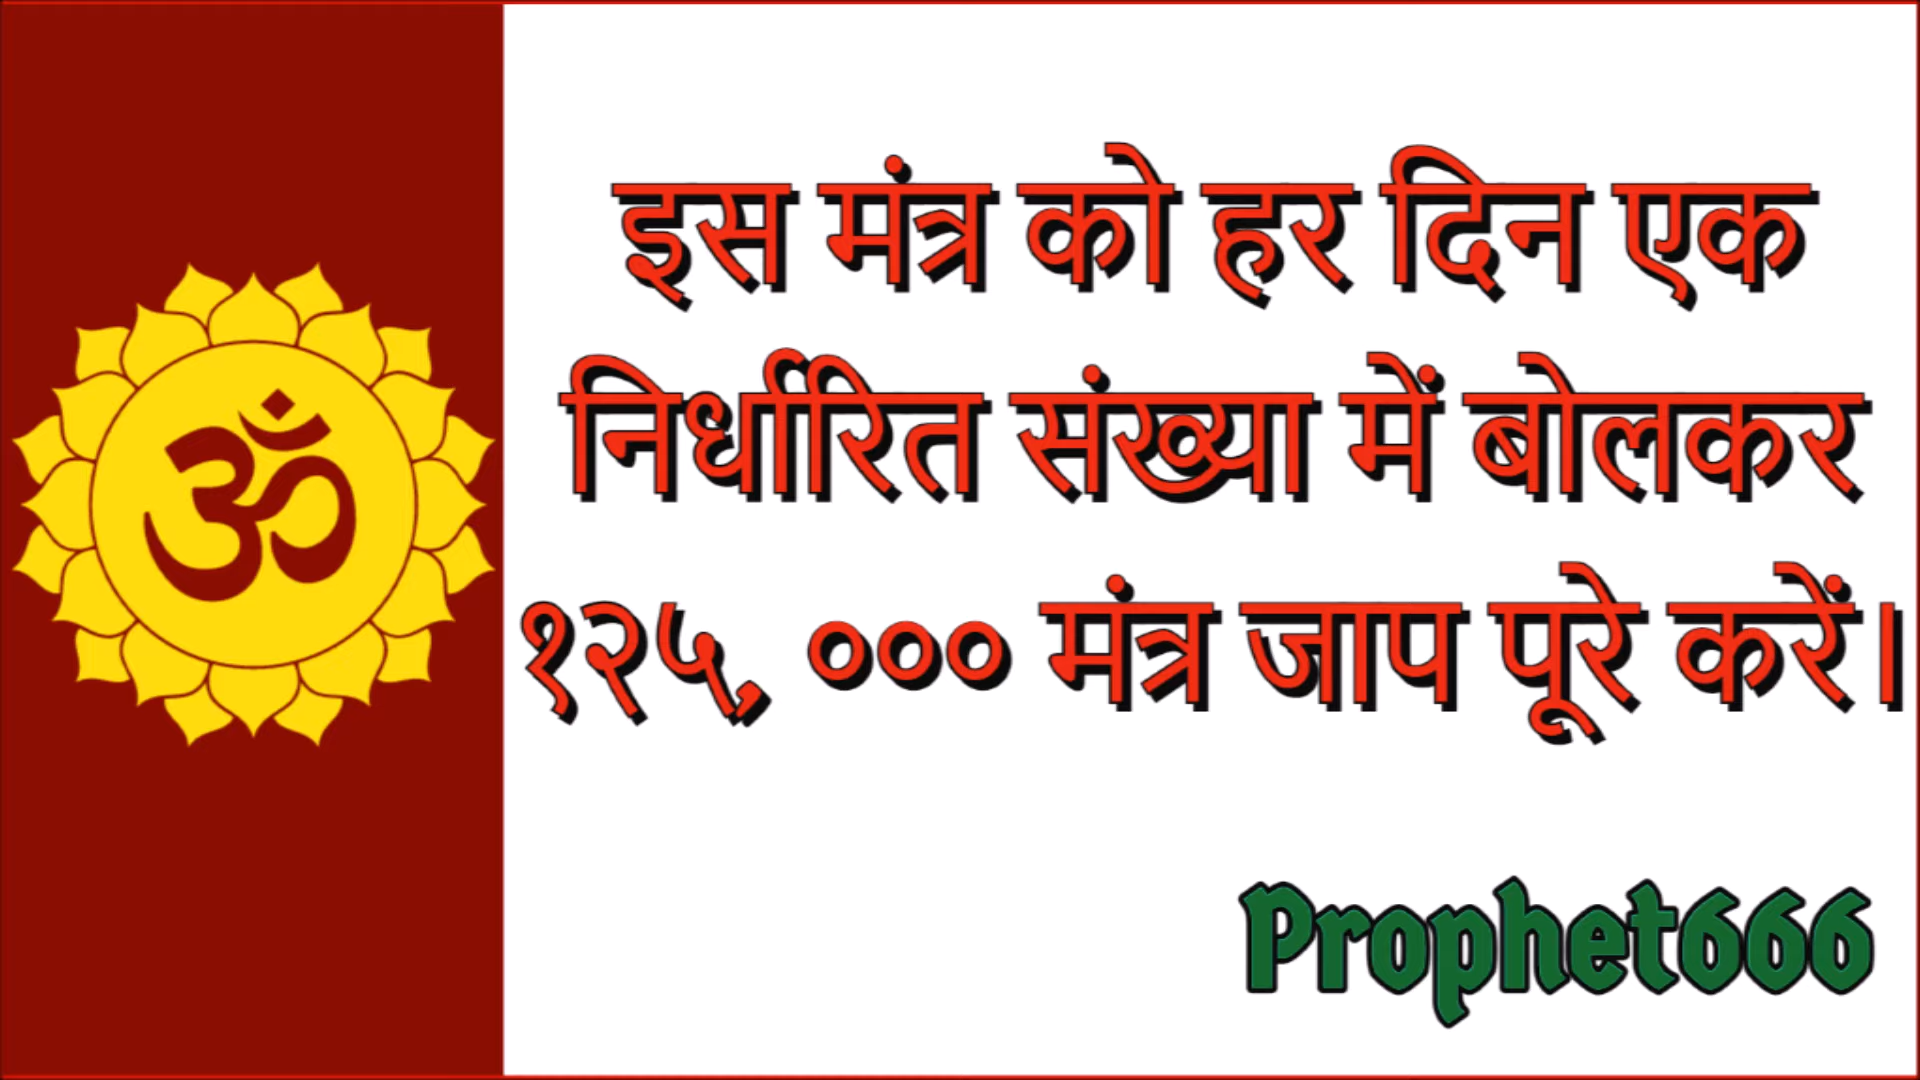 ॐ
इस मंत्र को हर दिन एक
निर्धारित संख्या में बोलकर
१२५, ००० मंत्र जाप पूरे करें।
Prophet666